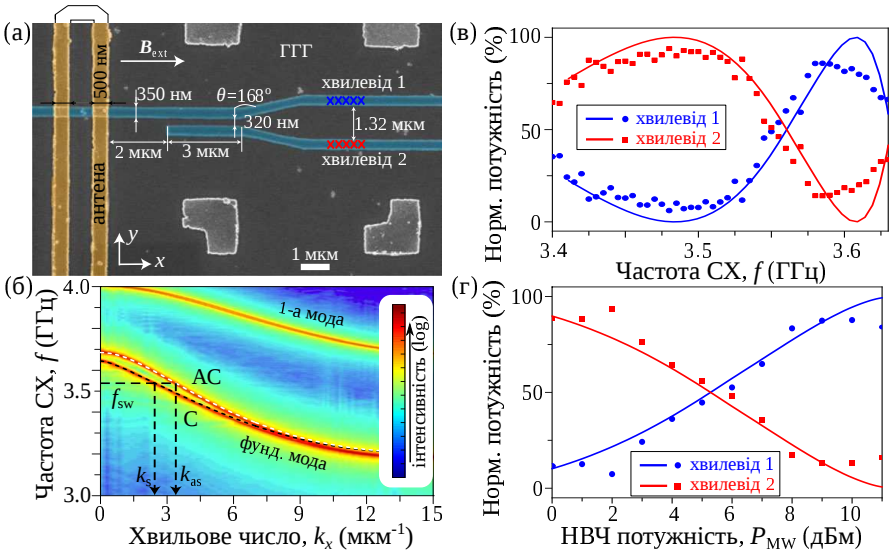 (а)
500 нм
антена
B_ext
ГГГ
350 нм
θ=168°
320 нм
хвилевід 1
1.32 мкм
хвилевід 2
2 мкм
3 мкм
y
x
1 мкм
(б)
Частота СХ, f (ГГц)
4.0
3.5
3.0
1-а мода
АС
С
f_sw
фунд. мода
k_s
k_as
інтенсивність (log)
0 3 6 9 12 15
Хвильове число, k_x (мкм⁻¹)
(в)
Норм. потужність (%)
100
50
0
хвилевід 1
хвилевід 2
3.4 3.5 3.6
Частота СХ, f (ГГц)
(г)
Норм. потужність (%)
100
50
0
хвилевід 1
хвилевід 2
0 2 4 6 8 10
НВЧ потужність, P_MW (дБм)